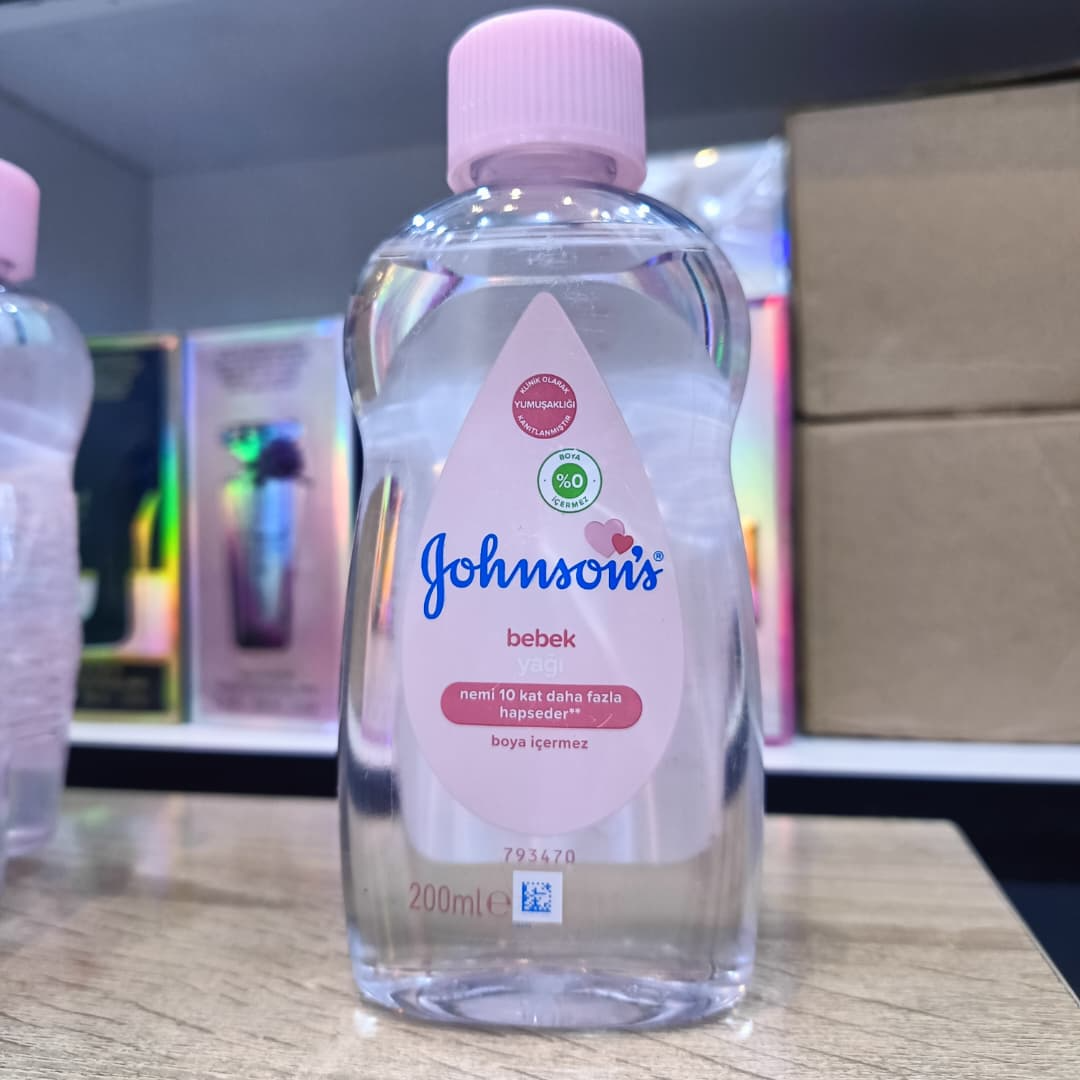 KLİNİK OLARAK
YUMUŞAKLIĞI
KANITLANMIŞTIR
BOYA
%0
İÇERMEZ
Johnson's®
bebek
yağı
nemi 10 kat daha fazla
hapseder**
boya içermez
793470
200ml℮